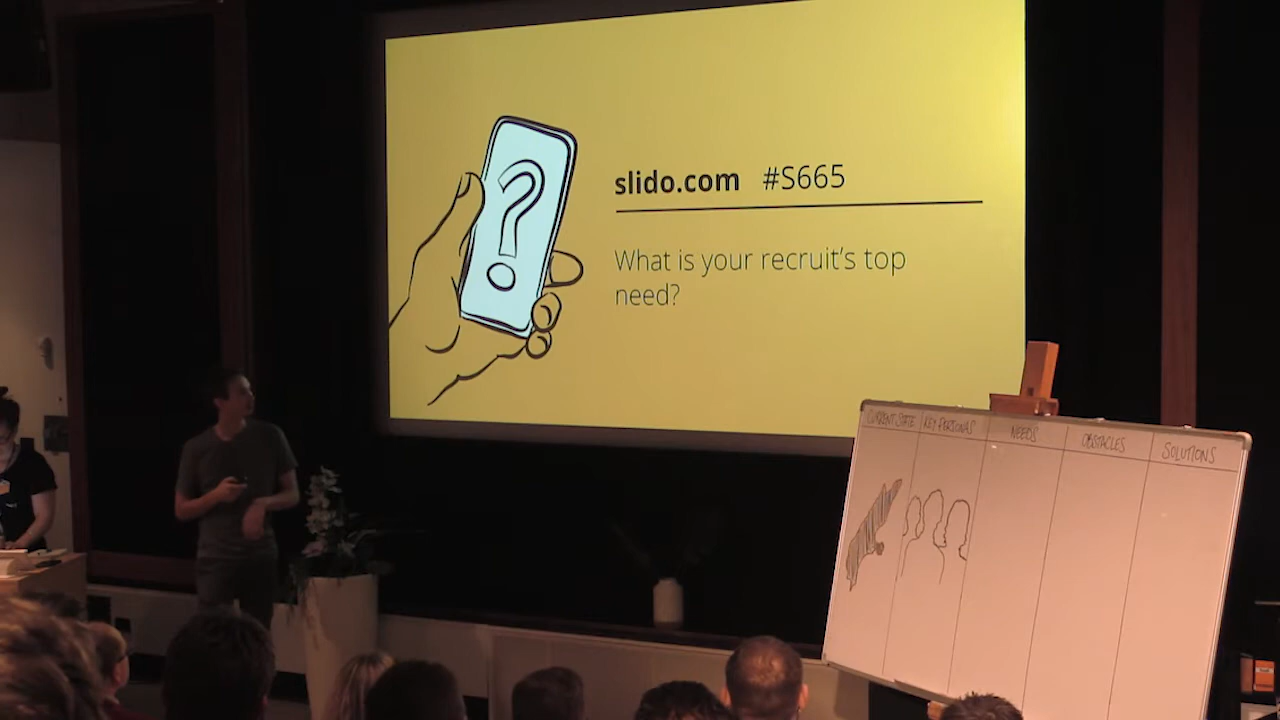 slido.com #S665
What is your recruit's top
need?
CURRENT STATE
KEY PERSONAS
NEEDS
OBSTACLES
SOLUTIONS